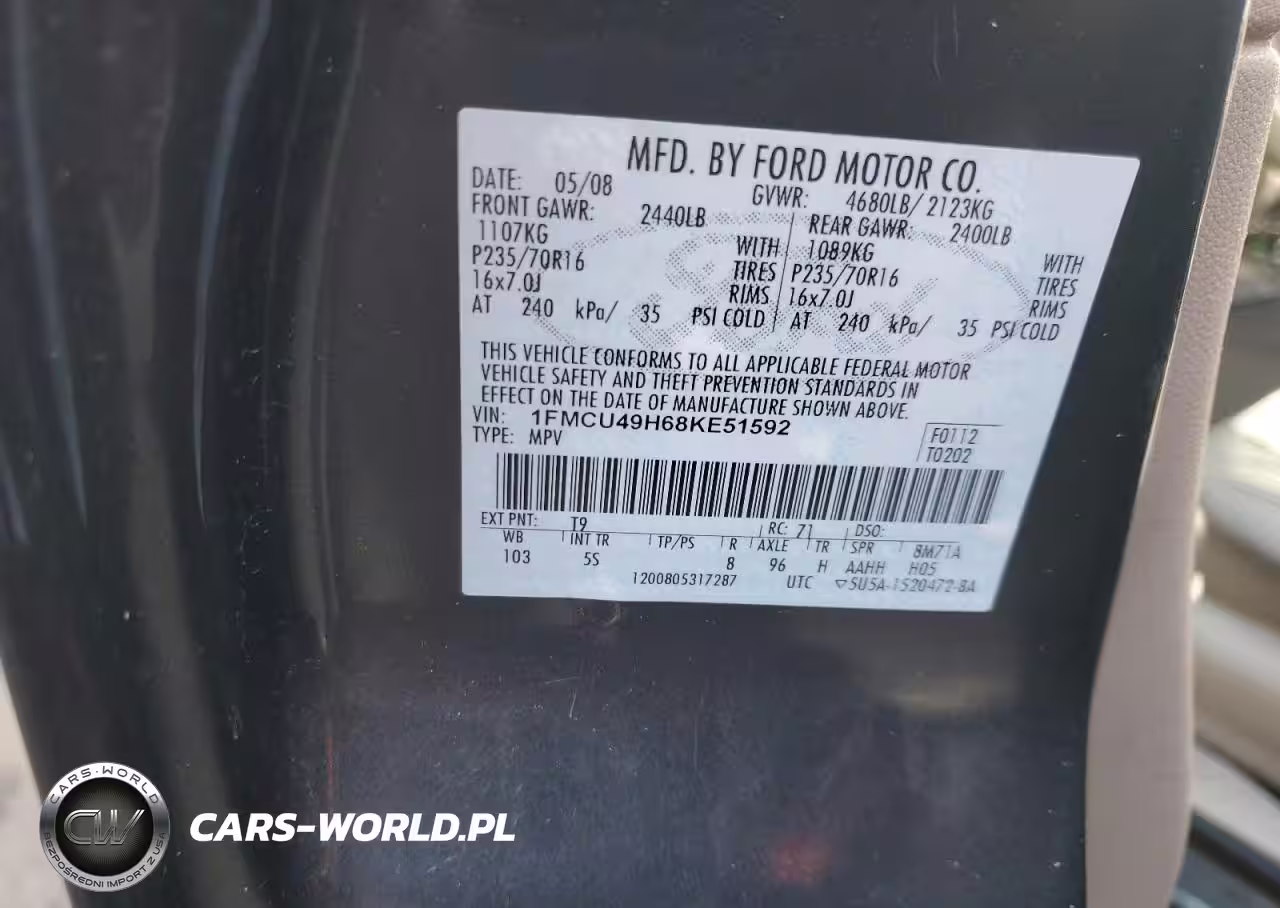 MFD. BY FORD MOTOR CO.
DATE: 05/08 GVWR: 4680LB/ 2123KG
FRONT GAWR: 2440LB REAR GAWR: 2400LB
1107KG WITH 1089KG WITH
P235/70R16 TIRES P235/70R16 TIRES
16x7.0J RIMS 16x7.0J RIMS
AT 240 kPa/ 35 PSI COLD AT 240 kPa/ 35 PSI COLD
THIS VEHICLE CONFORMS TO ALL APPLICABLE FEDERAL MOTOR
VEHICLE SAFETY AND THEFT PREVENTION STANDARDS IN
EFFECT ON THE DATE OF MANUFACTURE SHOWN ABOVE.
VIN: 1FMCU49H68KE51592
TYPE: MPV
F0112
T0202
EXT PNT: T9 RC: 71 DSO:
WB INT TR TP/PS R AXLE TR SPR 8M71A
103 5S 8 96 H AAHH H05
1200805317287 UTC ▽5U5A-1520472-BA
Ford
CARS-WORLD
CW
BEZPOŚREDNI IMPORT Z USA
CARS-WORLD.PL